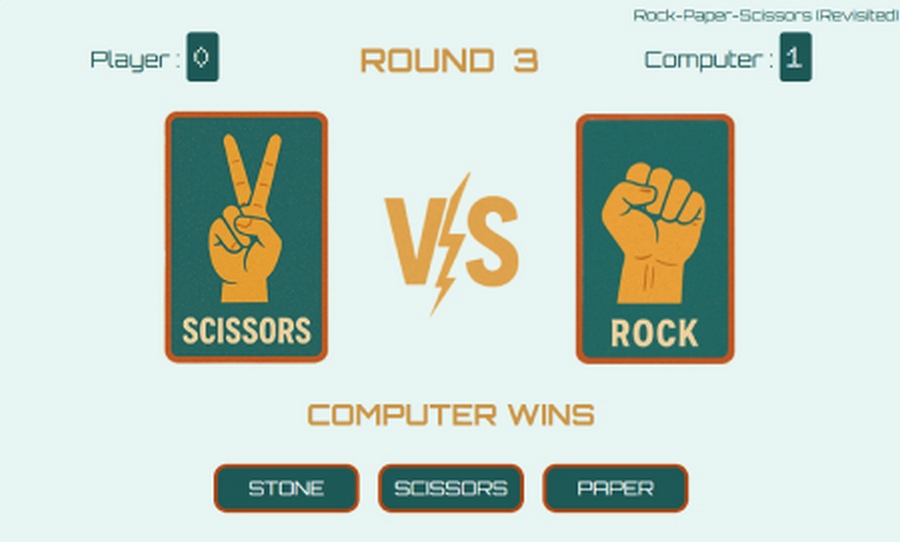 Rock-Paper-Scissors (Revisited)
Player : 0
ROUND 3
Computer : 1
VS
SCISSORS
ROCK
COMPUTER WINS
STONE
SCISSORS
PAPER